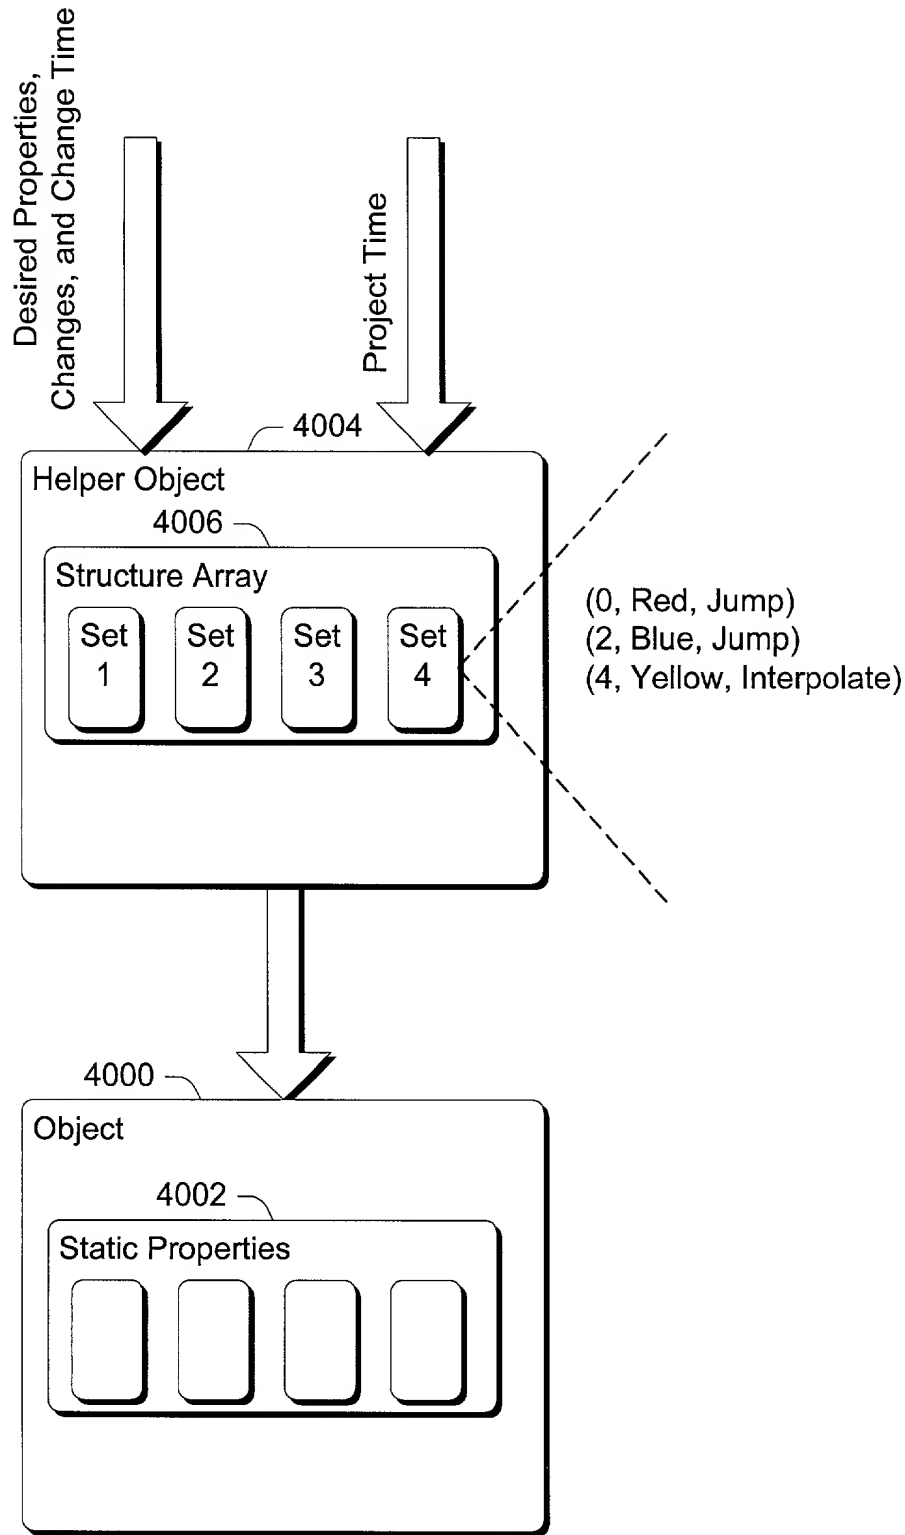 Desired Properties,
Changes, and Change Time
Project Time
4004
Helper Object
4006
Structure Array
Set
1
Set
2
Set
3
Set
4
(0, Red, Jump)
(2, Blue, Jump)
(4, Yellow, Interpolate)
4000
Object
4002
Static Properties